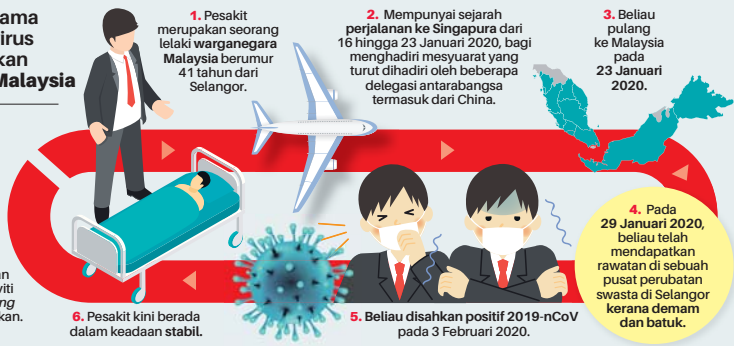 ama
irus
kan
Malaysia
1. Pesakit
merupakan seorang
lelaki warganegara
Malaysia berumur
41 tahun dari
Selangor.
2. Mempunyai sejarah
perjalanan ke Singapura dari
16 hingga 23 Januari 2020, bagi
menghadiri mesyuarat yang
turut dihadiri oleh beberapa
delegasi antarabangsa
termasuk dari China.
3. Beliau
pulang
ke Malaysia
pada
23 Januari
2020.
4. Pada
29 Januari 2020,
beliau telah
mendapatkan
rawatan di sebuah
pusat perubatan
swasta di Selangor
kerana demam
dan batuk.
5. Beliau disahkan positif 2019-nCoV
pada 3 Februari 2020.
6. Pesakit kini berada
dalam keadaan stabil.
an
viti
ng
kan.